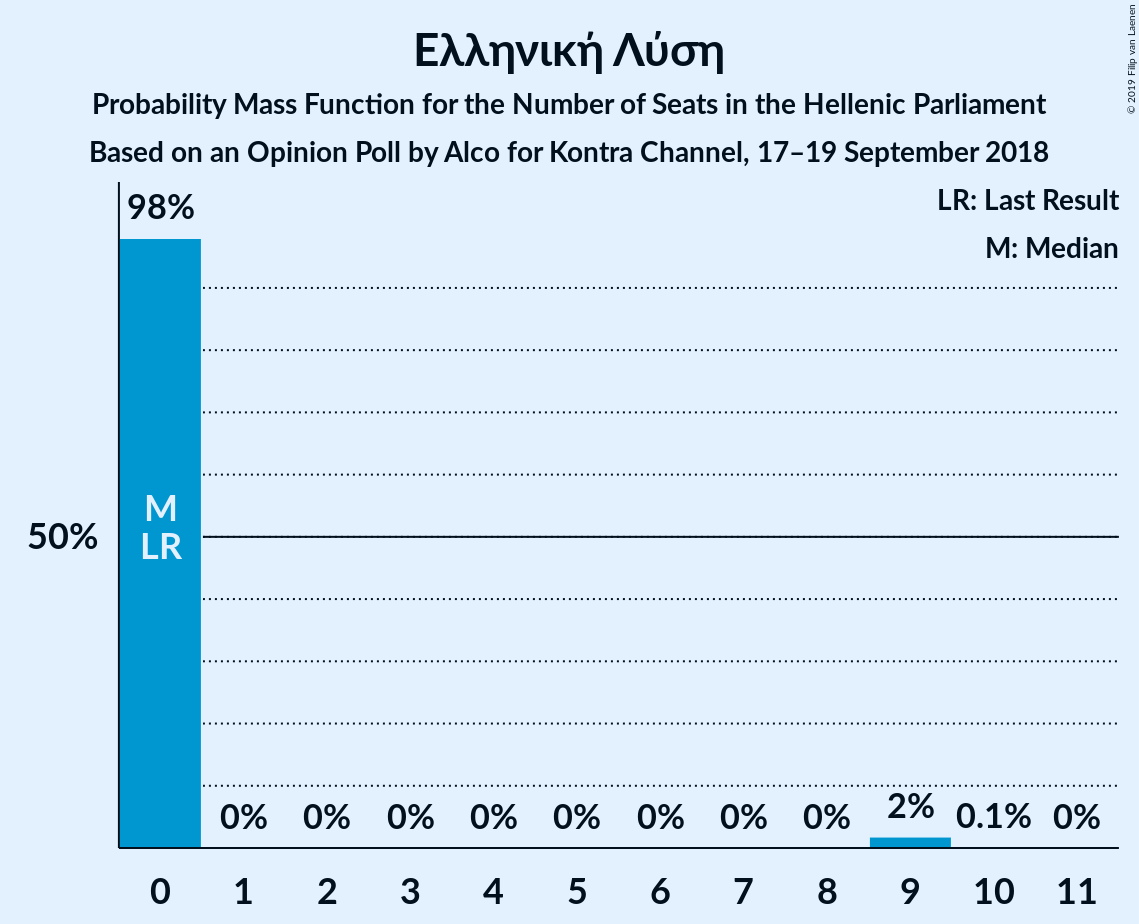 Ελληνική Λύση
Probability Mass Function for the Number of Seats in the Hellenic Parliament
Based on an Opinion Poll by Alco for Kontra Channel, 17–19 September 2018
© 2019 Filip van Laenen
LR: Last Result
M: Median
98%
M
LR
50%
0% 0% 0% 0% 0% 0% 0% 0% 2% 0.1% 0%
0 1 2 3 4 5 6 7 8 9 10 11